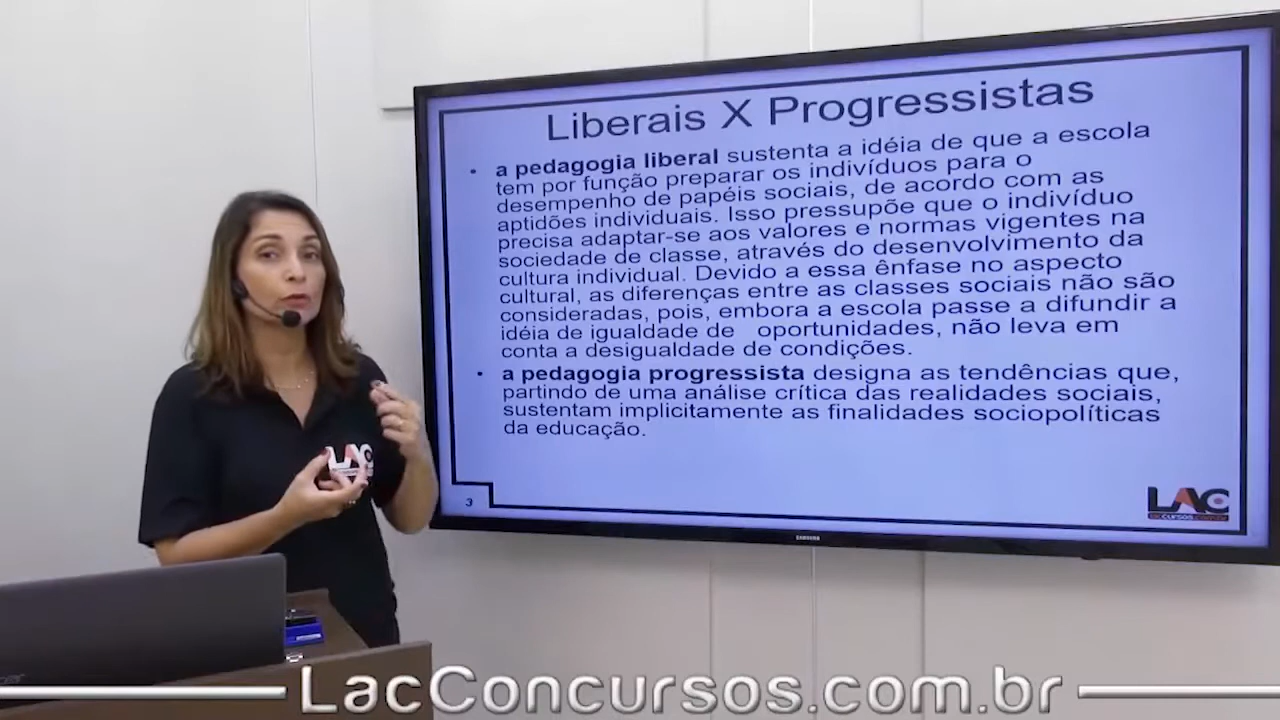 Liberais X Progressistas
• a pedagogia liberal sustenta a idéia de que a escola
tem por função preparar os indivíduos para o
desempenho de papéis sociais, de acordo com as
aptidões individuais. Isso pressupõe que o indivíduo
precisa adaptar-se aos valores e normas vigentes na
sociedade de classe, através do desenvolvimento da
cultura individual. Devido a essa ênfase no aspecto
cultural, as diferenças entre as classes sociais não são
consideradas, pois, embora a escola passe a difundir a
idéia de igualdade de oportunidades, não leva em
conta a desigualdade de condições.
• a pedagogia progressista designa as tendências que,
partindo de uma análise crítica das realidades sociais,
sustentam implicitamente as finalidades sociopolíticas
da educação.
3
LAC
LACCURSOS.COM.BR
SAMSUNG
LAC
LacConcursos.com.br